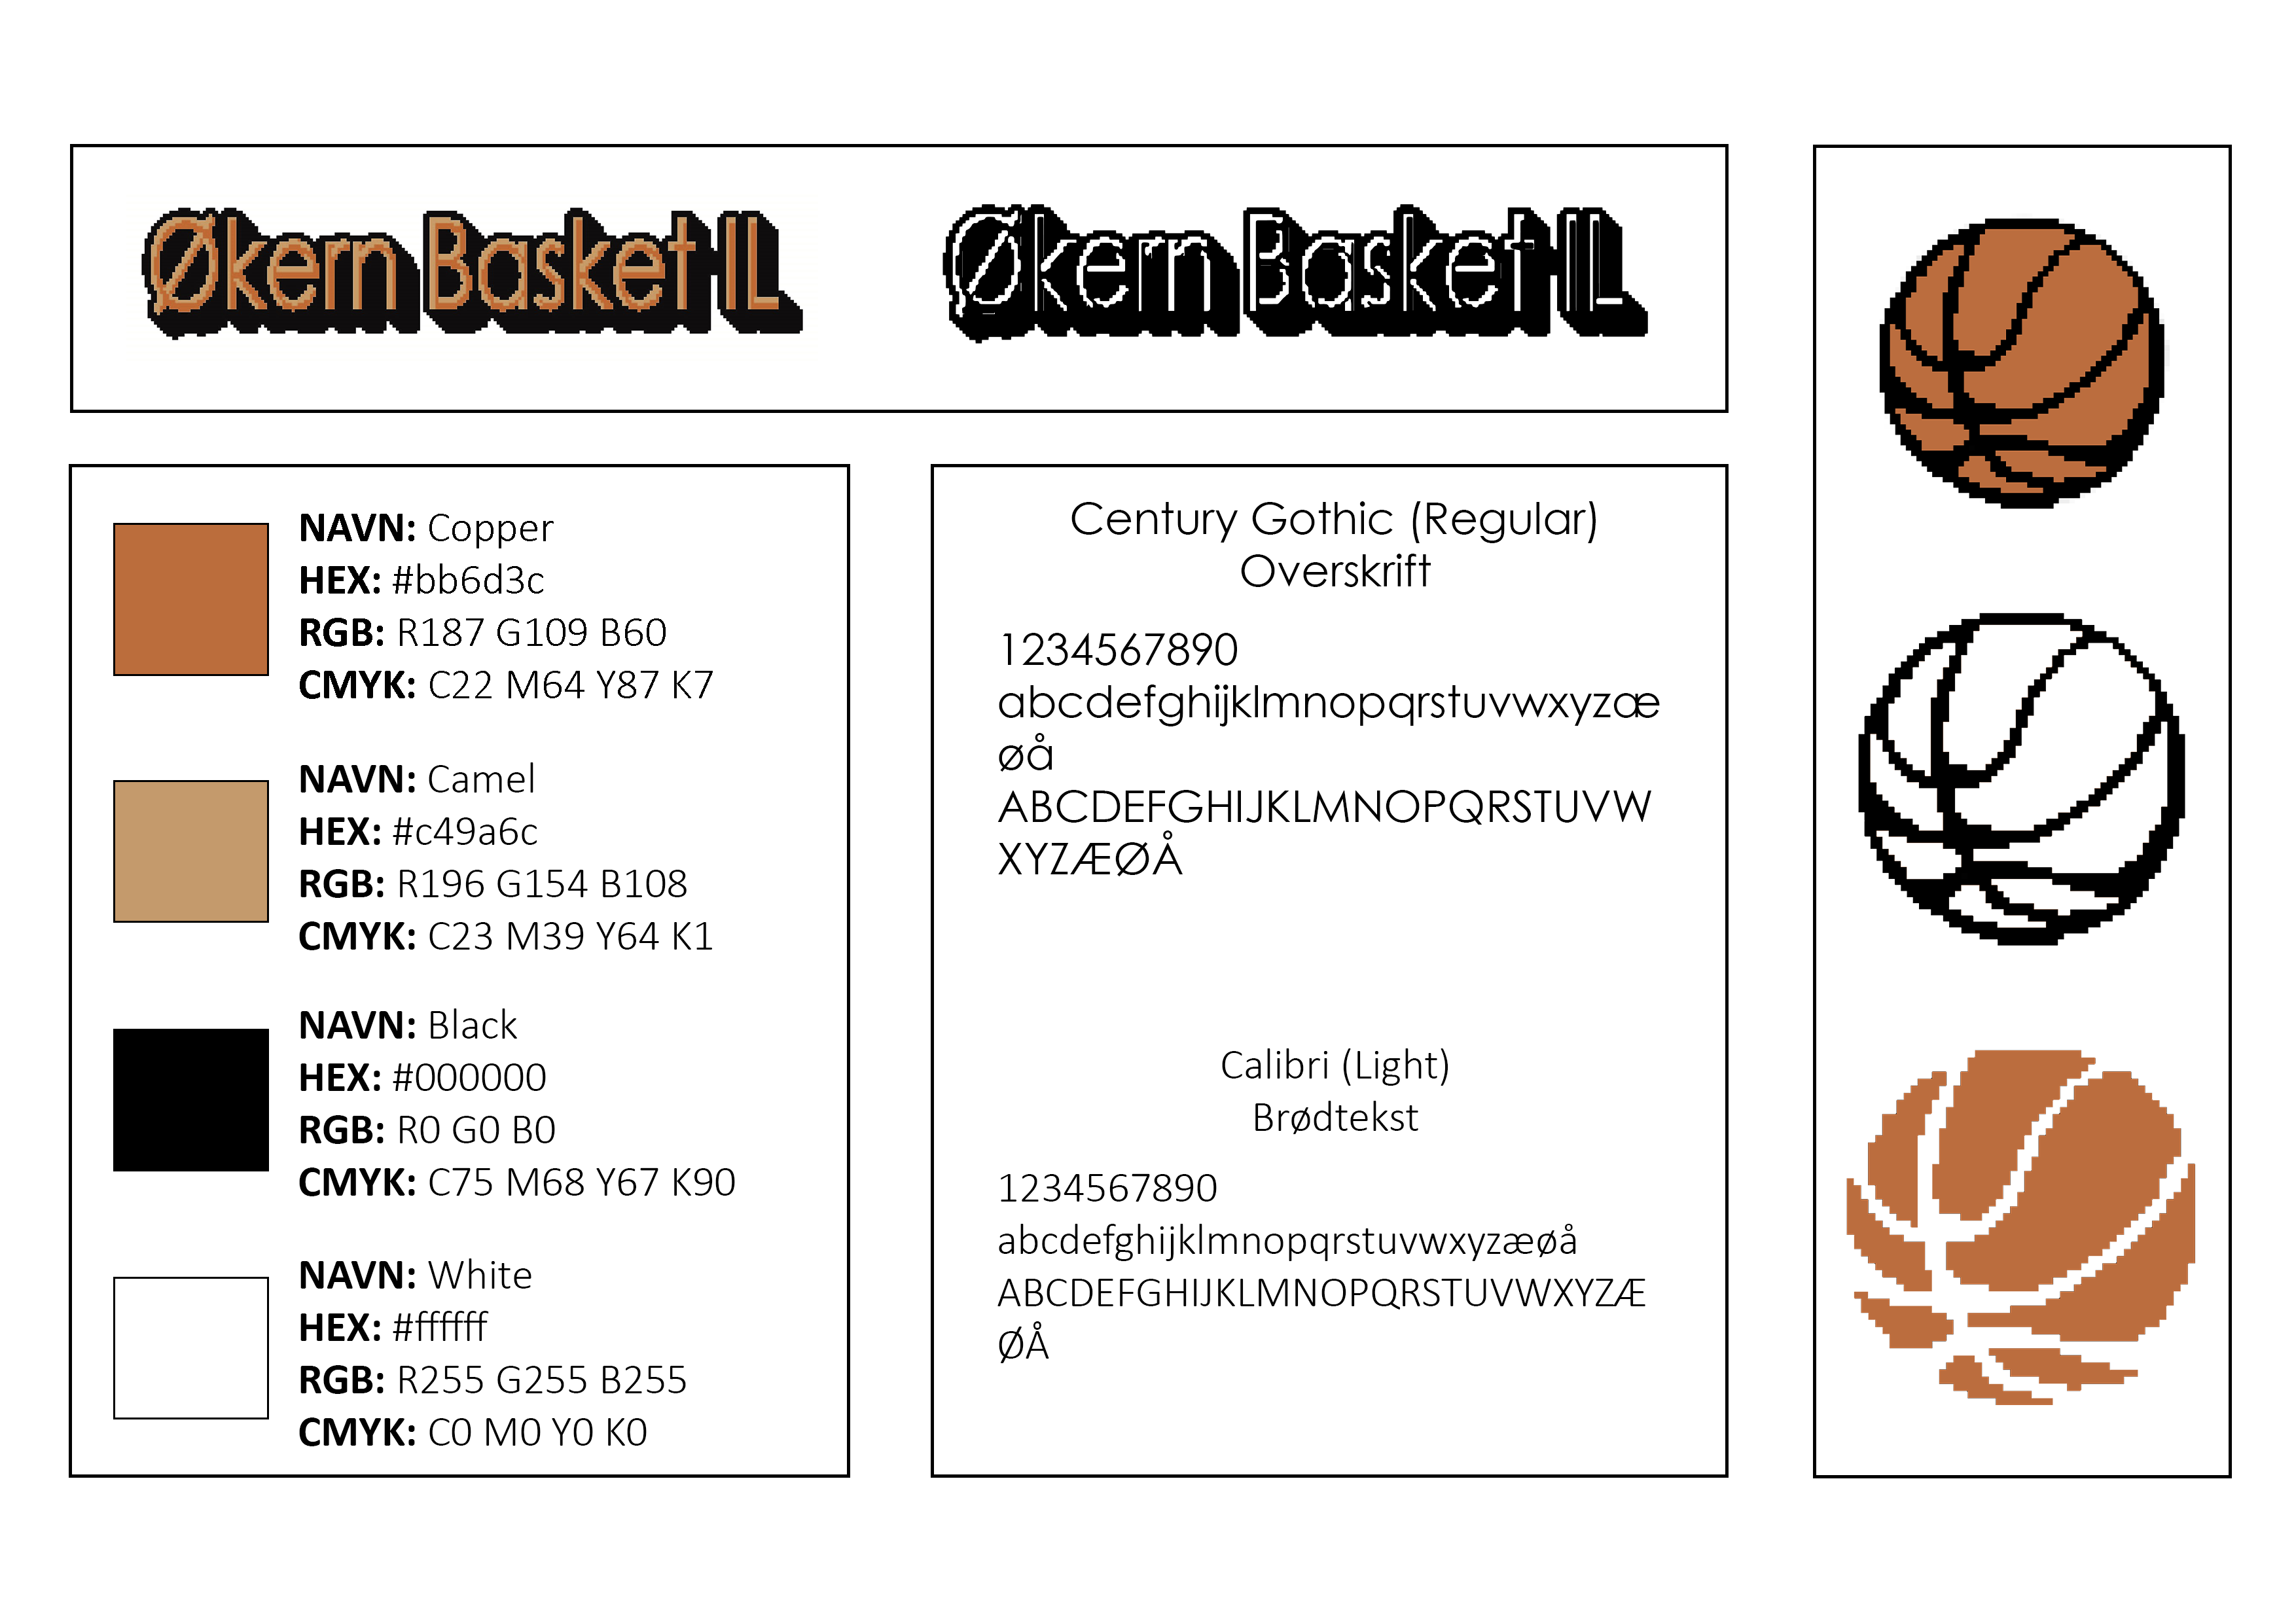 Økern Basket IL
Økern Basket IL
NAVN: Copper
HEX: #bb6d3c
RGB: R187 G109 B60
CMYK: C22 M64 Y87 K7
NAVN: Camel
HEX: #c49a6c
RGB: R196 G154 B108
CMYK: C23 M39 Y64 K1
NAVN: Black
HEX: #000000
RGB: R0 G0 B0
CMYK: C75 M68 Y67 K90
NAVN: White
HEX: #ffffff
RGB: R255 G255 B255
CMYK: C0 M0 Y0 K0
Century Gothic (Regular)
Overskrift
1234567890
abcdefghijklmnopqrstuvwxyzæ
øå
ABCDEFGHIJKLMNOPQRSTUVW
XYZÆØÅ
Calibri (Light)
Brødtekst
1234567890
abcdefghijklmnopqrstuvwxyzæøå
ABCDEFGHIJKLMNOPQRSTUVWXYZÆ
ØÅ